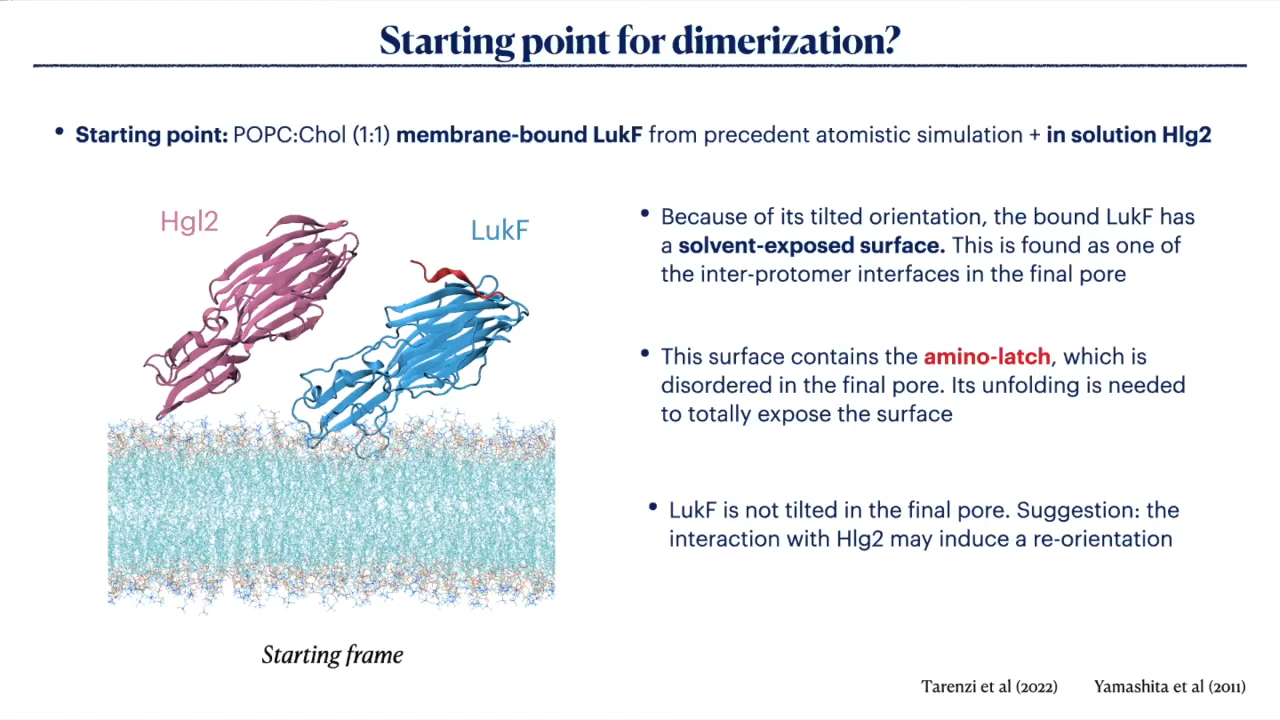 Starting point for dimerization?
• Starting point: POPC:Chol (1:1) membrane-bound LukF from precedent atomistic simulation + in solution Hlg2
Hgl2
LukF
• Because of its tilted orientation, the bound LukF has
a solvent-exposed surface. This is found as one of
the inter-protomer interfaces in the final pore
• This surface contains the amino-latch, which is
disordered in the final pore. Its unfolding is needed
to totally expose the surface
• LukF is not tilted in the final pore. Suggestion: the
interaction with Hlg2 may induce a re-orientation
Starting frame
Tarenzi et al (2022) Yamashita et al (2011)